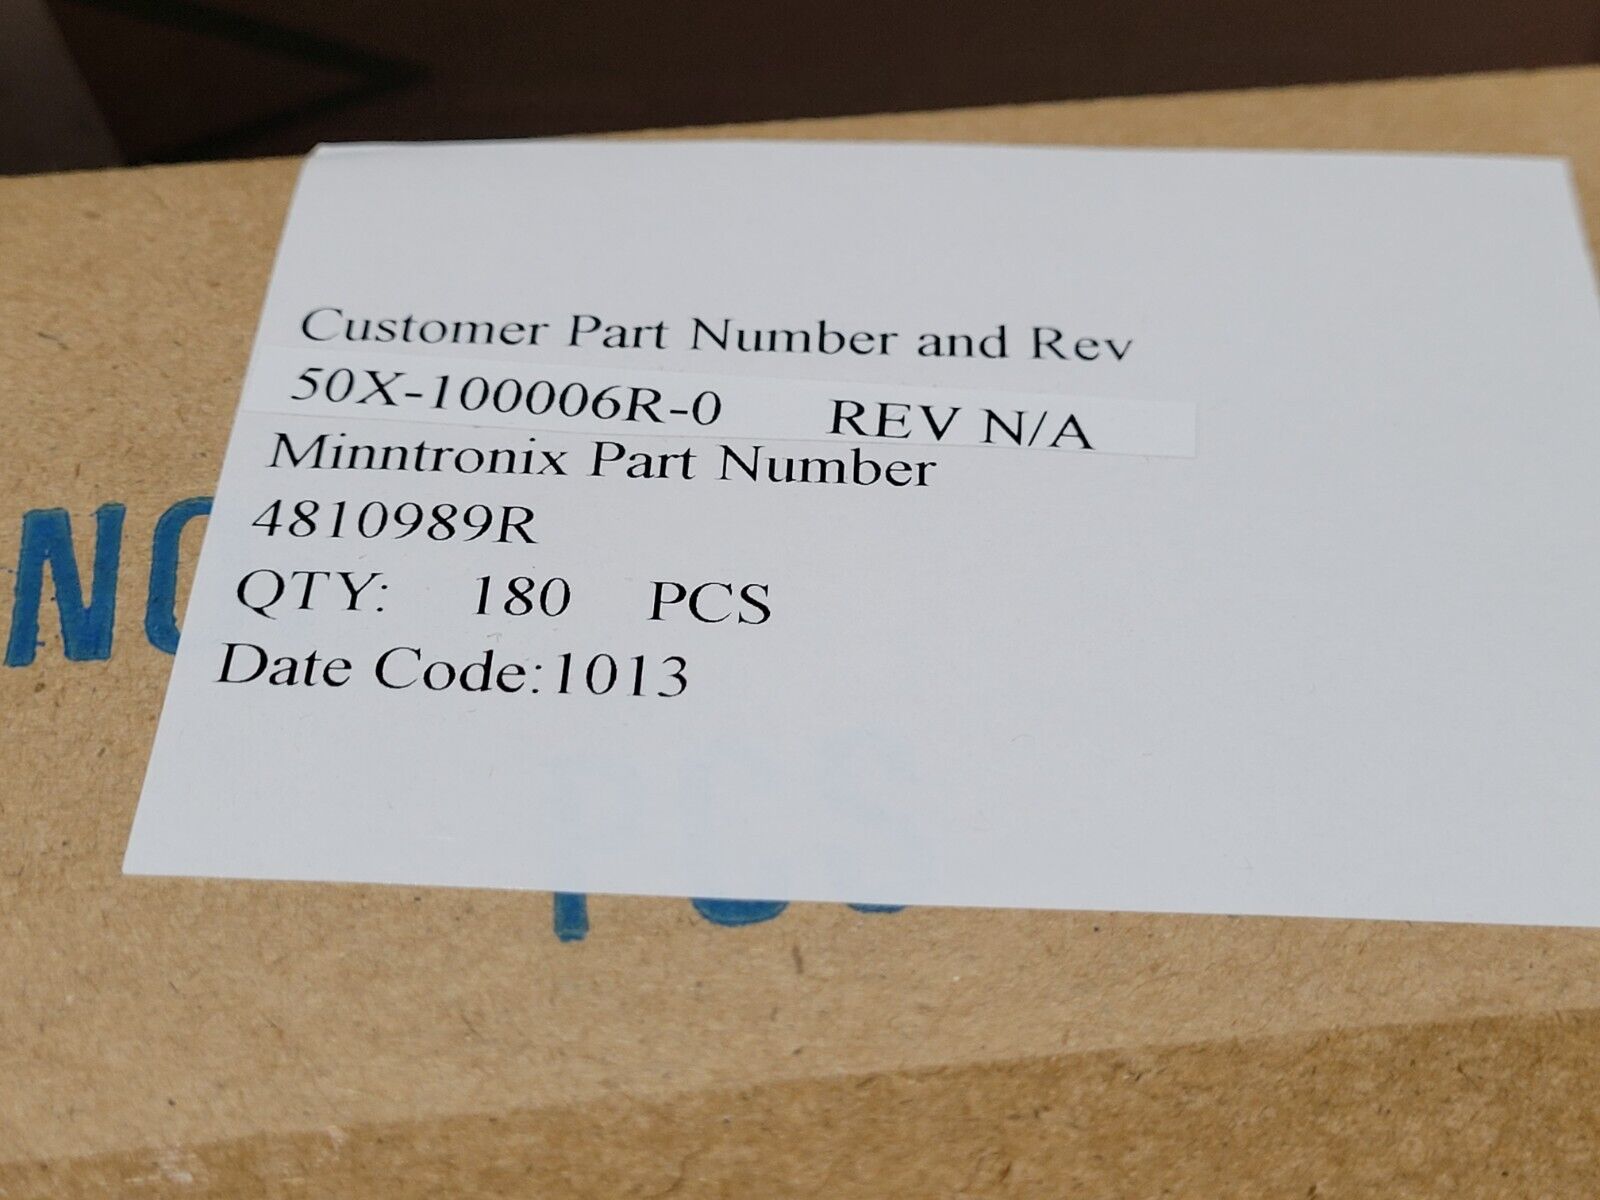 Customer Part Number and Rev
50X-100006R-0 REV N/A
Minntronix Part Number
4810989R
QTY: 180 PCS
Date Code:1013
PCS